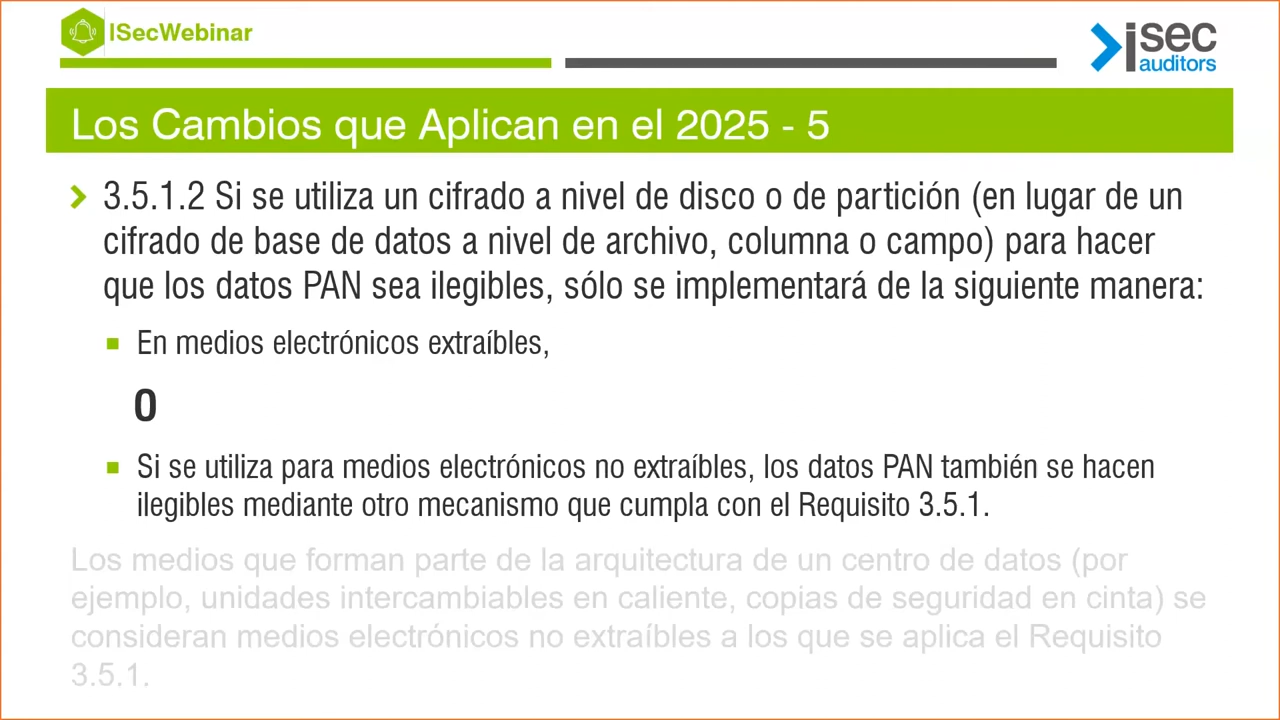 ISecWebinar
isec
auditors
Los Cambios que Aplican en el 2025 - 5
3.5.1.2 Si se utiliza un cifrado a nivel de disco o de partición (en lugar de un
cifrado de base de datos a nivel de archivo, columna o campo) para hacer
que los datos PAN sea ilegibles, sólo se implementará de la siguiente manera:
En medios electrónicos extraíbles,
O
Si se utiliza para medios electrónicos no extraíbles, los datos PAN también se hacen
ilegibles mediante otro mecanismo que cumpla con el Requisito 3.5.1.
Los medios que forman parte de la arquitectura de un centro de datos (por
ejemplo, unidades intercambiables en caliente, copias de seguridad en cinta) se
consideran medios electrónicos no extraíbles a los que se aplica el Requisito
3.5.1.